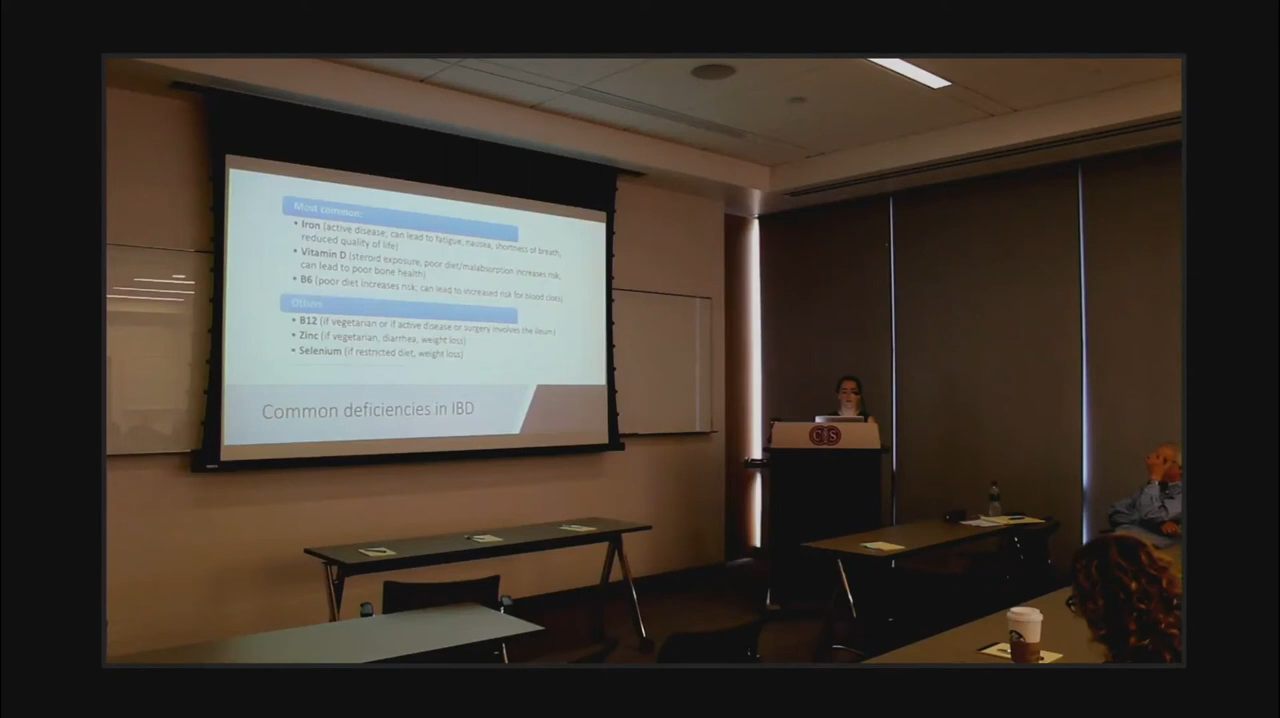 Most common:
• Iron (active disease; can lead to fatigue, nausea, shortness of breath,
reduced quality of life)
• Vitamin D (steroid exposure, poor diet/malabsorption increases risk,
can lead to poor bone health)
• B6 (poor diet increases risk; can lead to increased risk for blood clots)
Others
• B12 (if vegetarian or if active disease or surgery involves the ileum)
• Zinc (if vegetarian, diarrhea, weight loss)
• Selenium (if restricted diet, weight loss)
Common deficiencies in IBD
C S